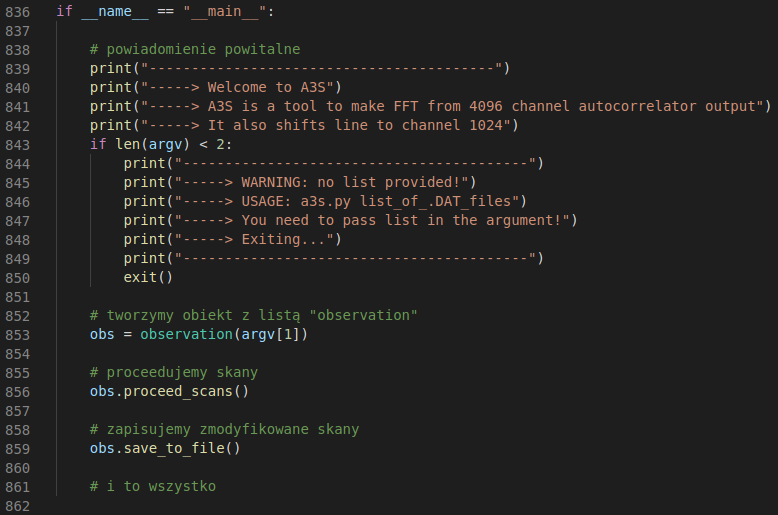 836 if __name__ == "__main__":
837
838     # powiadomienie powitalne
839     print("-----------------------------------------")
840     print("-----> Welcome to A3S")
841     print("-----> A3S is a tool to make FFT from 4096 channel autocorrelator output")
842     print("-----> It also shifts line to channel 1024")
843     if len(argv) < 2:
844         print("-----------------------------------------")
845         print("-----> WARNING: no list provided!")
846         print("-----> USAGE: a3s.py list_of_.DAT_files")
847         print("-----> You need to pass list in the argument!")
848         print("-----> Exiting...")
849         print("-----------------------------------------")
850         exit()
851
852     # tworzymy obiekt z listą "observation"
853     obs = observation(argv[1])
854
855     # proceedujemy skany
856     obs.proceed_scans()
857
858     # zapisujemy zmodyfikowane skany
859     obs.save_to_file()
860
861     # i to wszystko
862